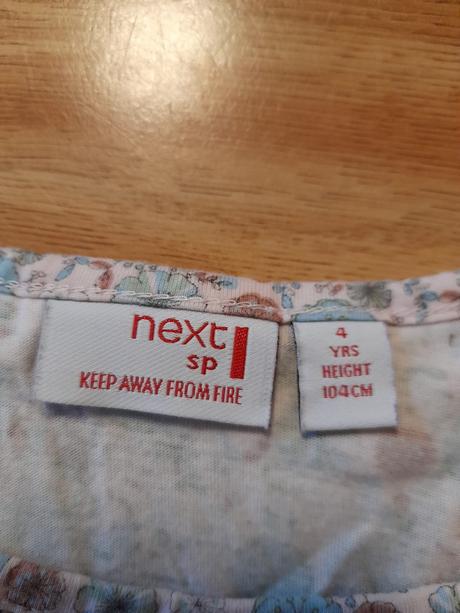 next
sp
KEEP AWAY FROM FIRE
4
YRS
HEIGHT
104CM